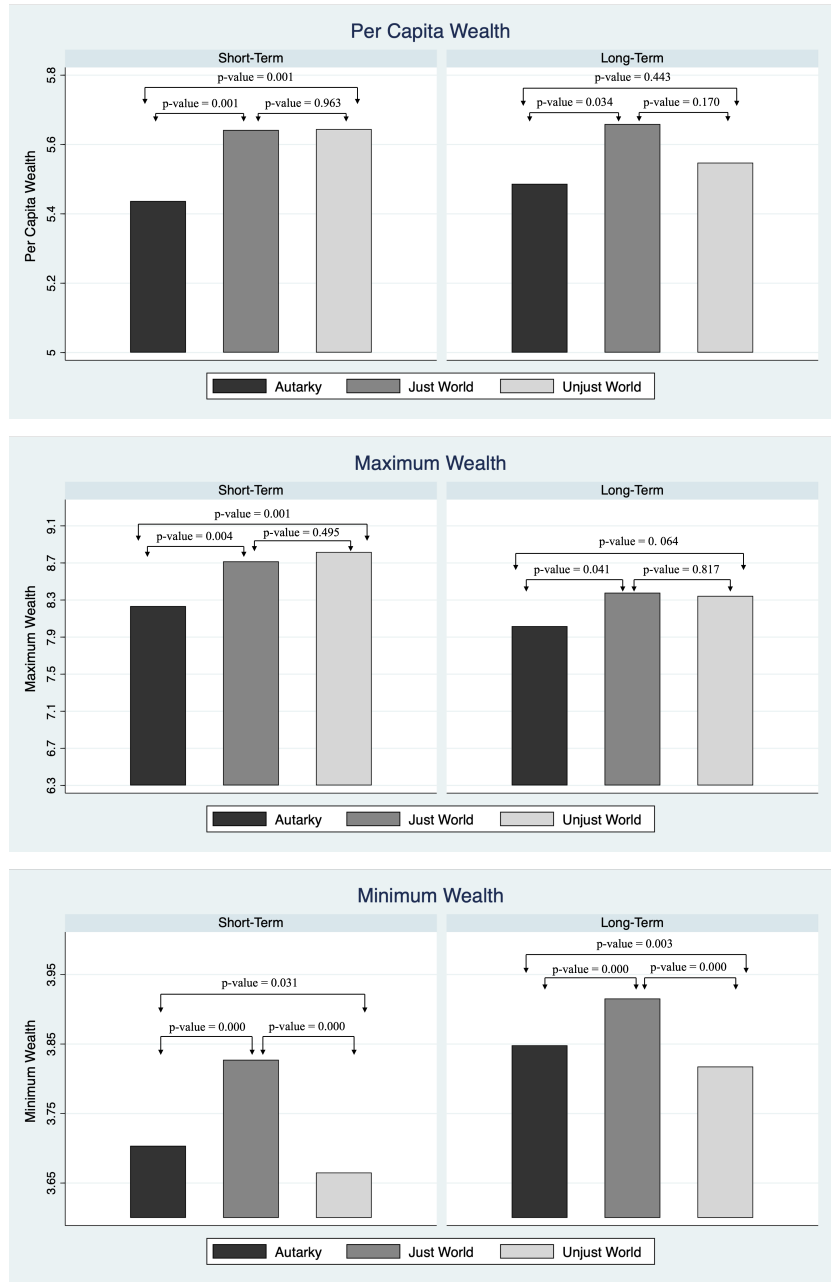 Per Capita Wealth
Short-Term
Long-Term
p-value = 0.001
p-value = 0.443
p-value = 0.001
p-value = 0.963
p-value = 0.034
p-value = 0.170
Per Capita Wealth
5.8
5.6
5.4
5.2
5
Autarky
Just World
Unjust World
Maximum Wealth
Short-Term
Long-Term
p-value = 0.001
p-value = 0.004
p-value = 0.495
p-value = 0. 064
p-value = 0.041
p-value = 0.817
Maximum Wealth
9.1
8.7
8.3
7.9
7.5
7.1
6.7
6.3
Autarky
Just World
Unjust World
Minimum Wealth
Short-Term
Long-Term
p-value = 0.003
p-value = 0.000
p-value = 0.000
p-value = 0.031
p-value = 0.000
p-value = 0.000
Minimum Wealth
3.95
3.85
3.75
3.65
Autarky
Just World
Unjust World